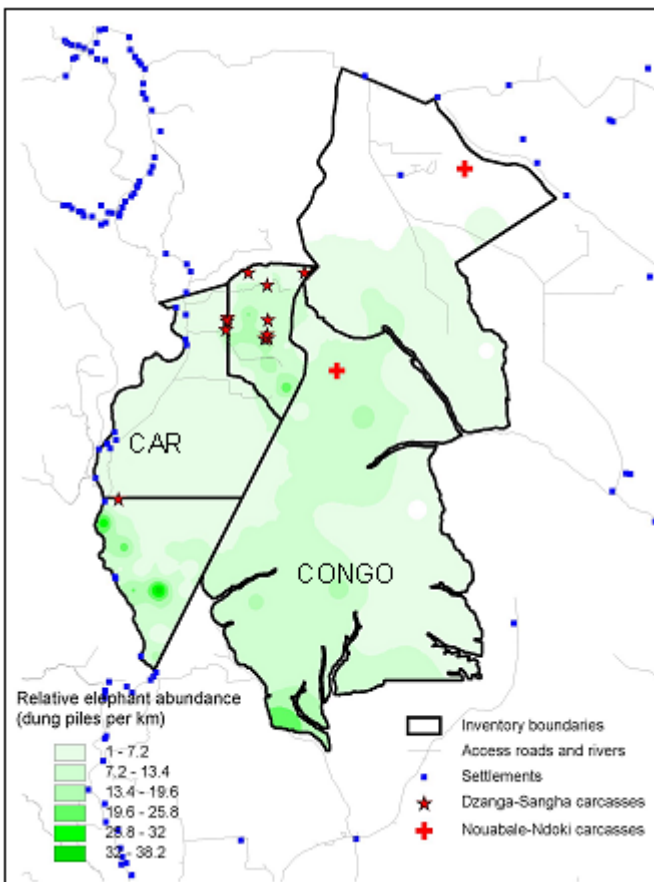 CAR
CONGO
Relative elephant abundance
(dung piles per km)
1 - 7.2
7.2 - 13.4
13.4 - 19.6
19.6 - 25.8
25.8 - 32
32 - 38.2
Inventory boundaries
Access roads and rivers
Settlements
Dzanga-Sangha carcasses
Nouabale-Ndoki carcasses